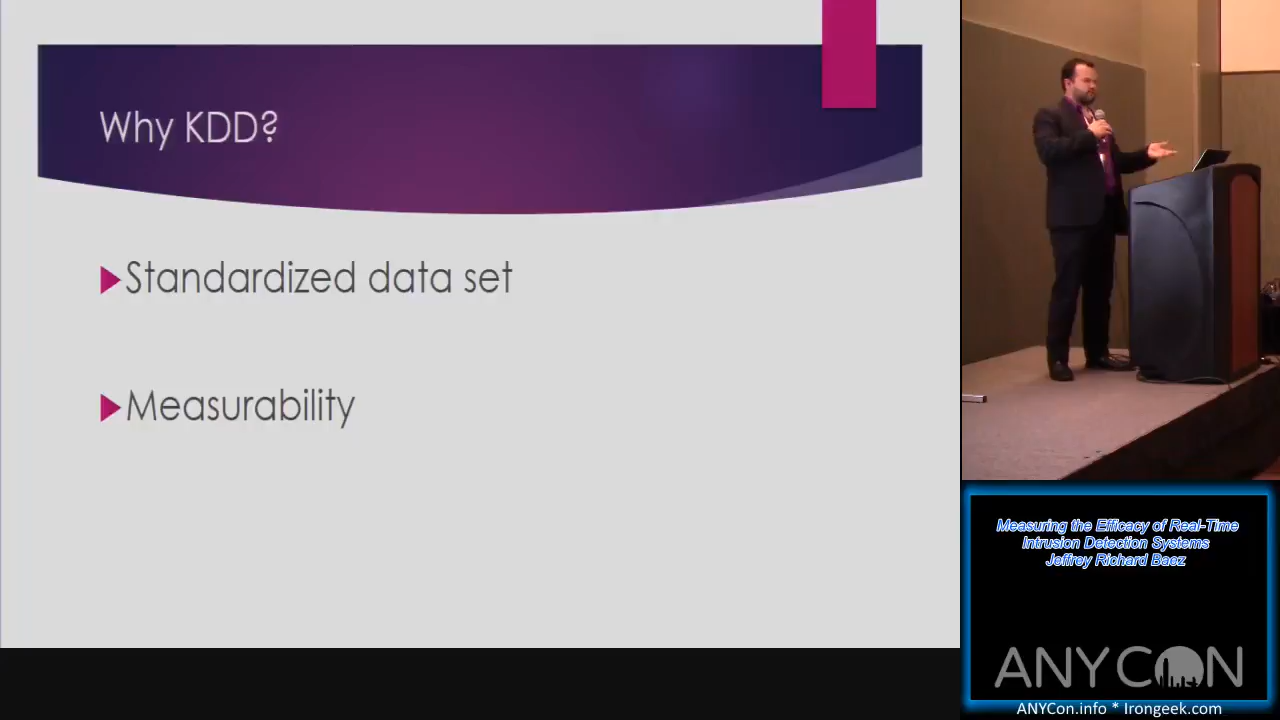 Why KDD?
Standardized data set
Measurability
Measuring the Efficacy of Real-Time
Intrusion Detection Systems
Jeffrey Richard Baez
ANYCON
ANYCon.info * Irongeek.com